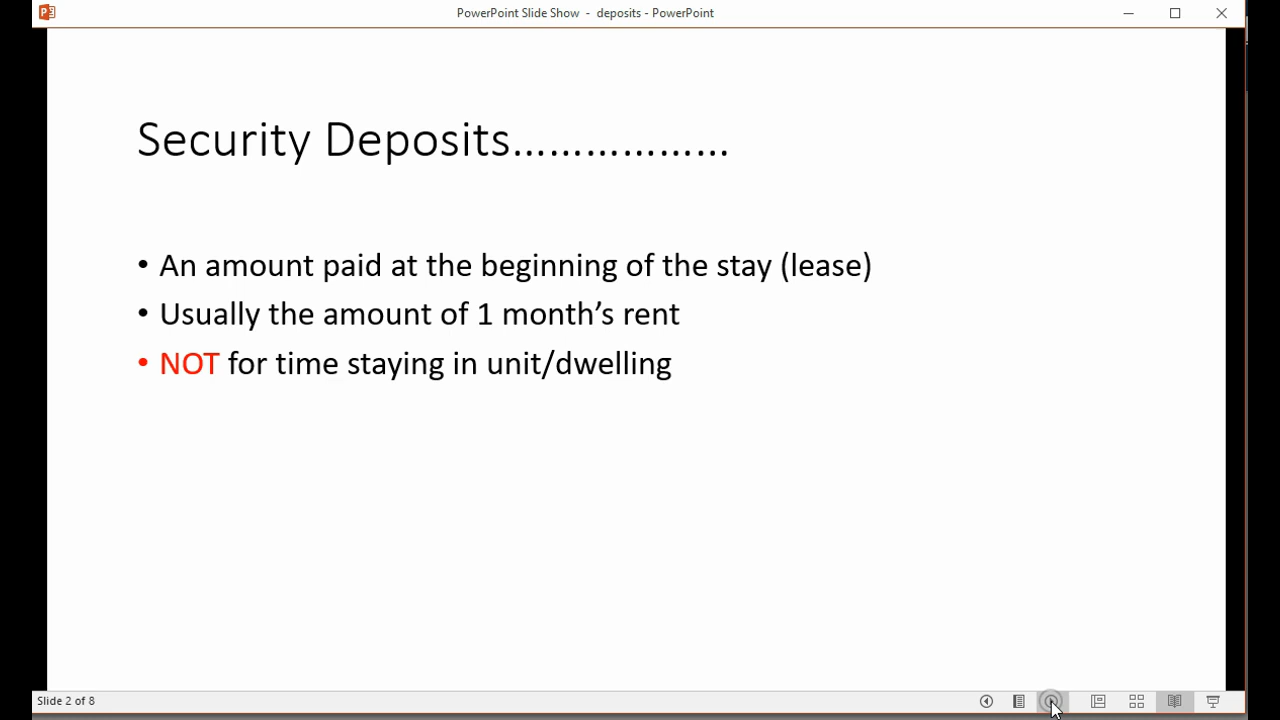 PowerPoint Slide Show - deposits - PowerPoint
Security Deposits………………
• An amount paid at the beginning of the stay (lease)
• Usually the amount of 1 month’s rent
• NOT for time staying in unit/dwelling
Slide 2 of 8